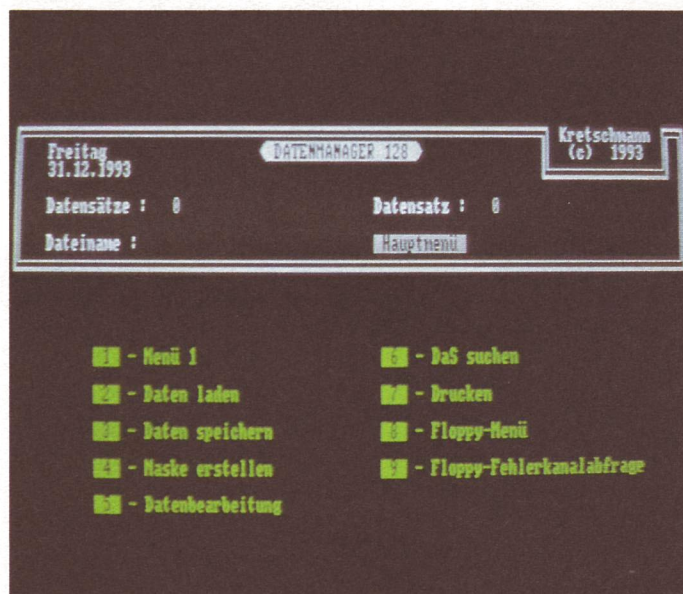 Freitag
31.12.1993
DATENMANAGER 128
Kretschmann
(c) 1993
Datensätze : 0
Datensatz : 0
Dateiname :
Hauptmenü
1 - Menü 1
2 - Daten laden
3 - Daten speichern
4 - Maske erstellen
5 - Datenbearbeitung
6 - DaS suchen
7 - Drucken
8 - Floppy-Menü
9 - Floppy-Fehlerkanalabfrage